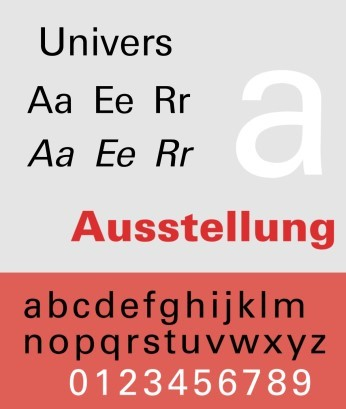 Univers
Aa Ee Rr
Aa Ee Rr
a
Ausstellung
abcdefghijklm
nopqrstuvwxyz
0123456789